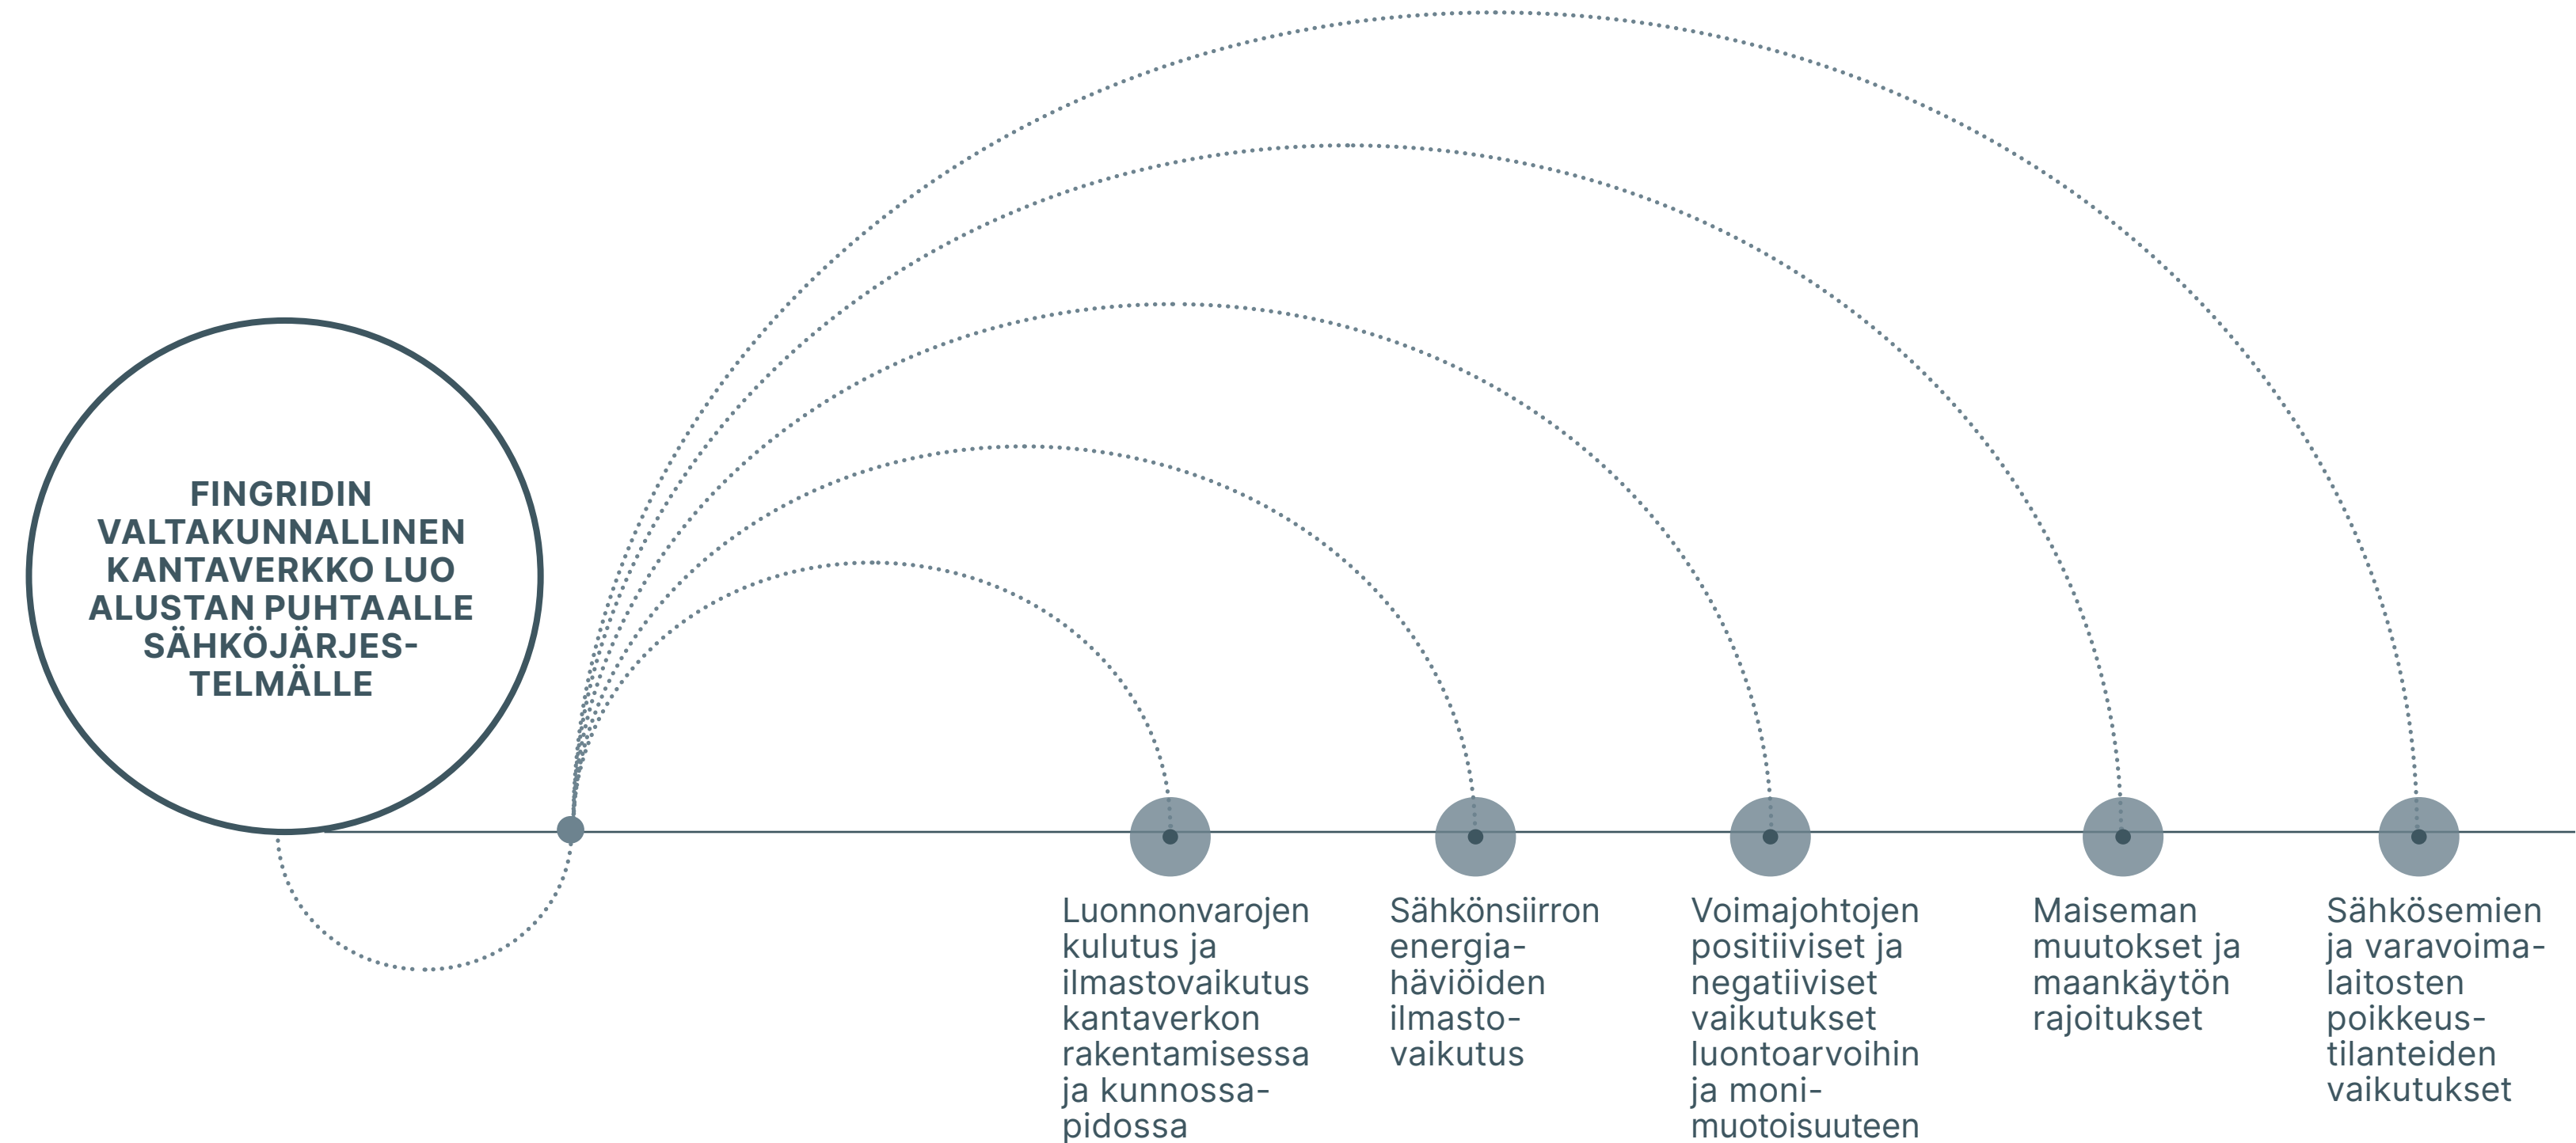 FINGRIDIN
VALTAKUNNALLINEN
KANTAVERKKO LUO
ALUSTAN PUHTAALLE
SÄHKÖJÄRJES-
TELMÄLLE
Luonnonvarojen
kulutus ja
ilmastovaikutus
kantaverkon
rakentamisessa
ja kunnossa-
pidossa
Sähkönsiirron
energia-
häviöiden
ilmasto-
vaikutus
Voimajohtojen
positiiviset ja
negatiiviset
vaikutukset
luontoarvoihin
ja moni-
muotoisuuteen
Maiseman
muutokset ja
maankäytön
rajoitukset
Sähkösemien
ja varavoima-
laitosten
poikkeus-
tilanteiden
vaikutukset